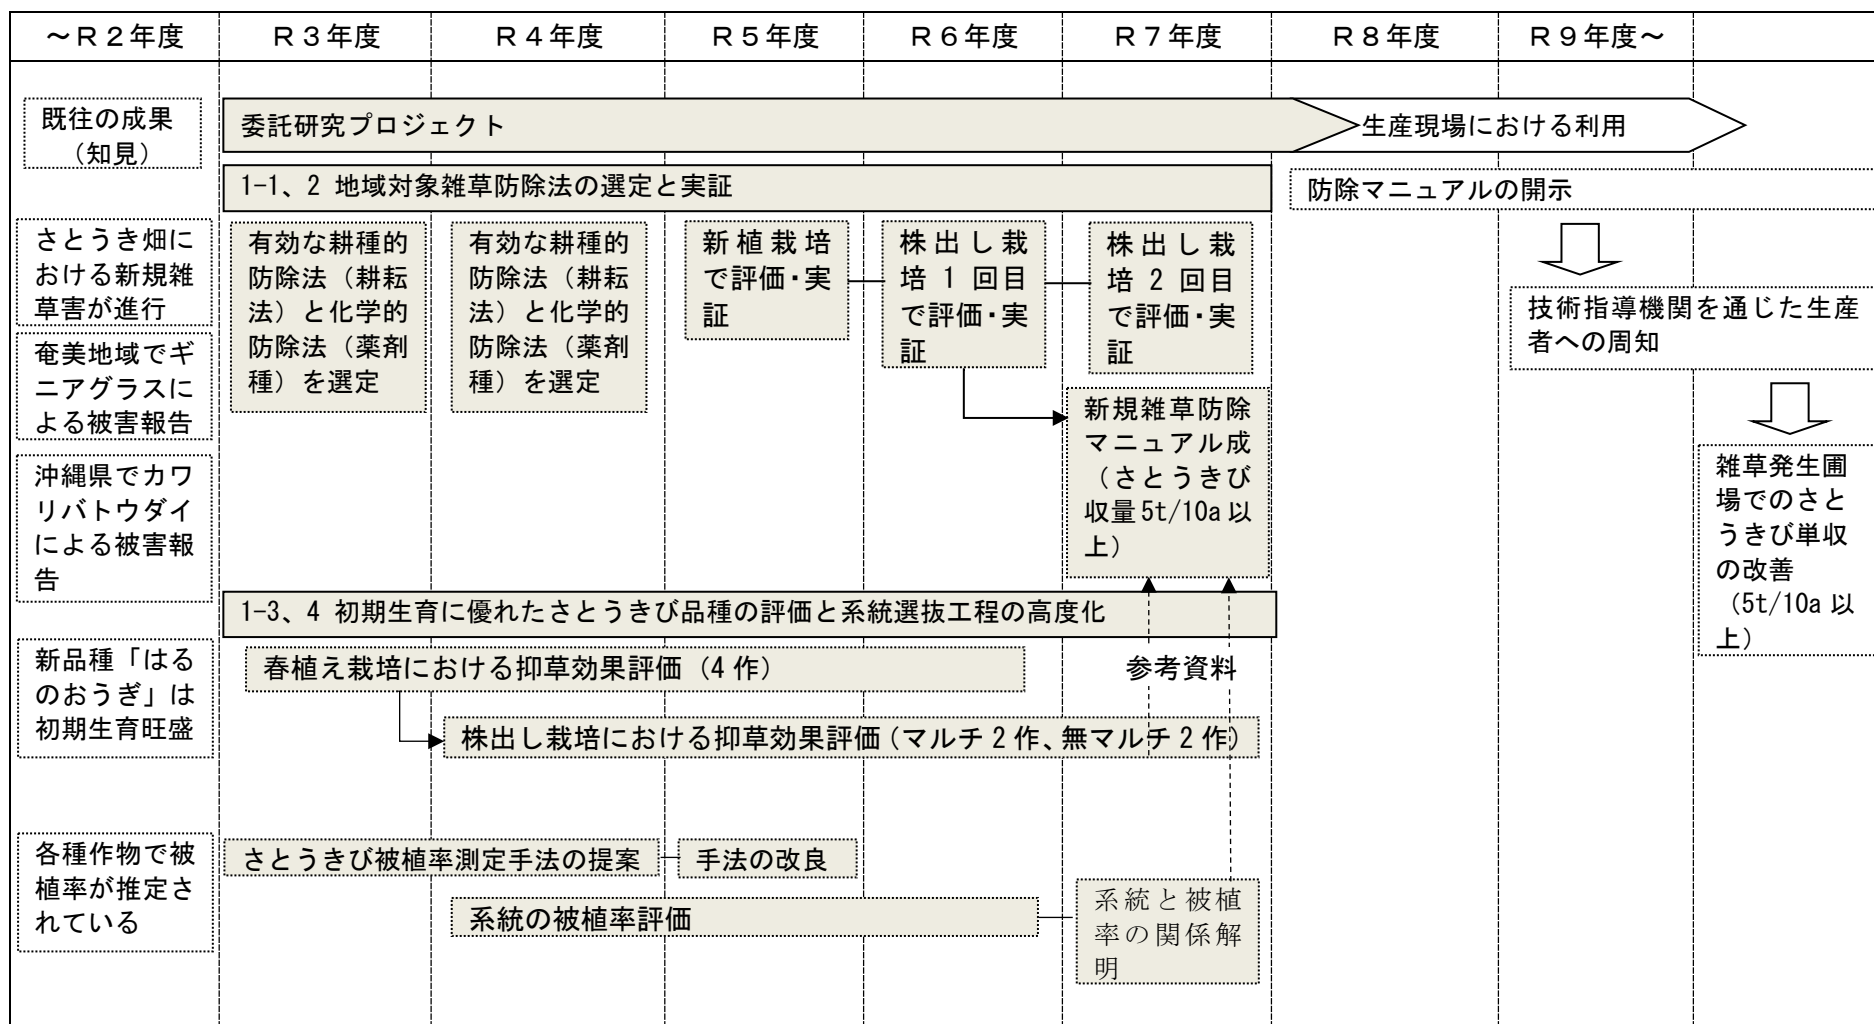 ～Ｒ２年度
Ｒ３年度
Ｒ４年度
Ｒ５年度
Ｒ６年度
Ｒ７年度
Ｒ８年度
Ｒ９年度～
既往の成果
（知見）
委託研究プロジェクト
生産現場における利用
1-1、2 地域対象雑草防除法の選定と実証
防除マニュアルの開示
さとうき畑に
おける新規雑
草害が進行
有効な耕種的
防除法（耕耘
法）と化学的
防除法（薬剤
種）を選定
有効な耕種的
防除法（耕耘
法）と化学的
防除法（薬剤
種）を選定
新植栽培
で評価・実
証
株出し栽
培 1 回目
で評価・実
証
株出し栽
培 2 回目
で評価・実
証
技術指導機関を通じた生産
者への周知
奄美地域でギ
ニアグラスに
よる被害報告
新規雑草防除
マニュアル成
（さとうきび
収量5t/10a 以
上）
沖縄県でカワ
リバトウダイ
による被害報
告
雑草発生圃
場でのさと
うきび単収
の改善
（5t/10a 以
上）
1-3、4 初期生育に優れたさとうきび品種の評価と系統選抜工程の高度化
新品種「はる
のおうぎ」は
初期生育旺盛
春植え栽培における抑草効果評価（4 作）
参考資料
株出し栽培における抑草効果評価（マルチ 2 作、無マルチ 2 作）
各種作物で被
植率が推定さ
れている
さとうきび被植率測定手法の提案
手法の改良
系統の被植率評価
系統と被植
率の関係解
明